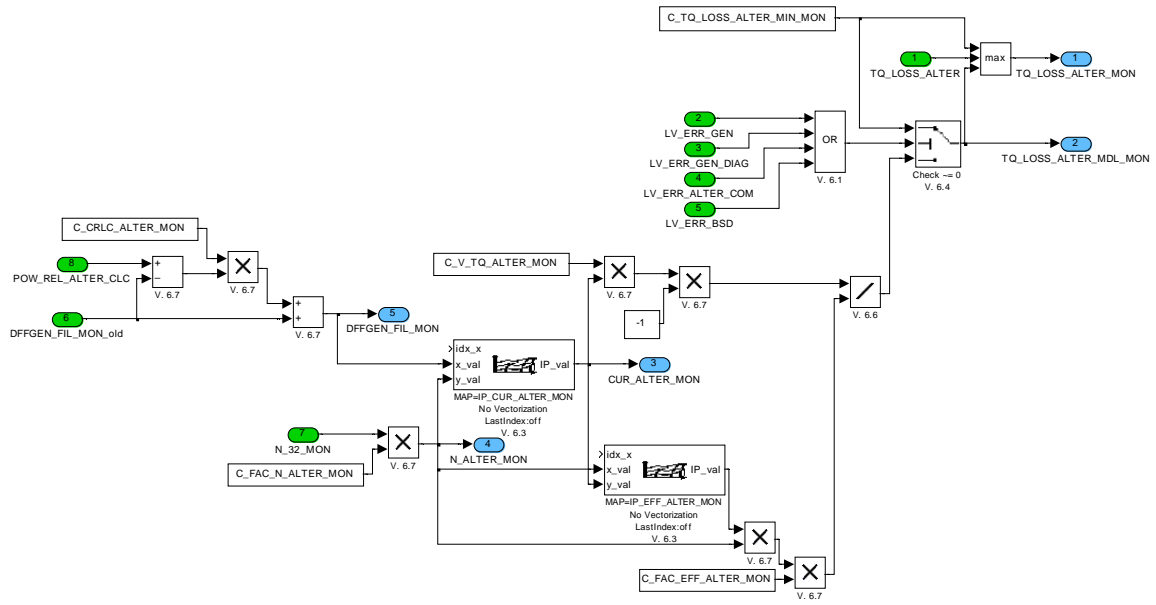 C_TQ_LOSS_ALTER_MIN_MON
1
TQ_LOSS_ALTER
max
1
TQ_LOSS_ALTER_MON
2
LV_ERR_GEN
3
LV_ERR_GEN_DIAG
4
LV_ERR_ALTER_COM
5
LV_ERR_BSD
OR
V. 6.1
Check ~= 0
V. 6.4
2
TQ_LOSS_ALTER_MDL_MON
C_CRLC_ALTER_MON
8
POW_REL_ALTER_CLC
+
−
V. 6.7
V. 6.7
6
DFFGEN_FIL_MON_old
+
+
V. 6.7
5
DFFGEN_FIL_MON
C_V_TQ_ALTER_MON
V. 6.7
-1
V. 6.7
V. 6.6
idx_x
x_val
y_val
IP_val
MAP=IP_CUR_ALTER_MON
No Vectorization
LastIndex:off
V. 6.3
3
CUR_ALTER_MON
7
N_32_MON
C_FAC_N_ALTER_MON
V. 6.7
4
N_ALTER_MON
idx_x
x_val
y_val
IP_val
MAP=IP_EFF_ALTER_MON
No Vectorization
LastIndex:off
V. 6.3
V. 6.7
C_FAC_EFF_ALTER_MON
V. 6.7